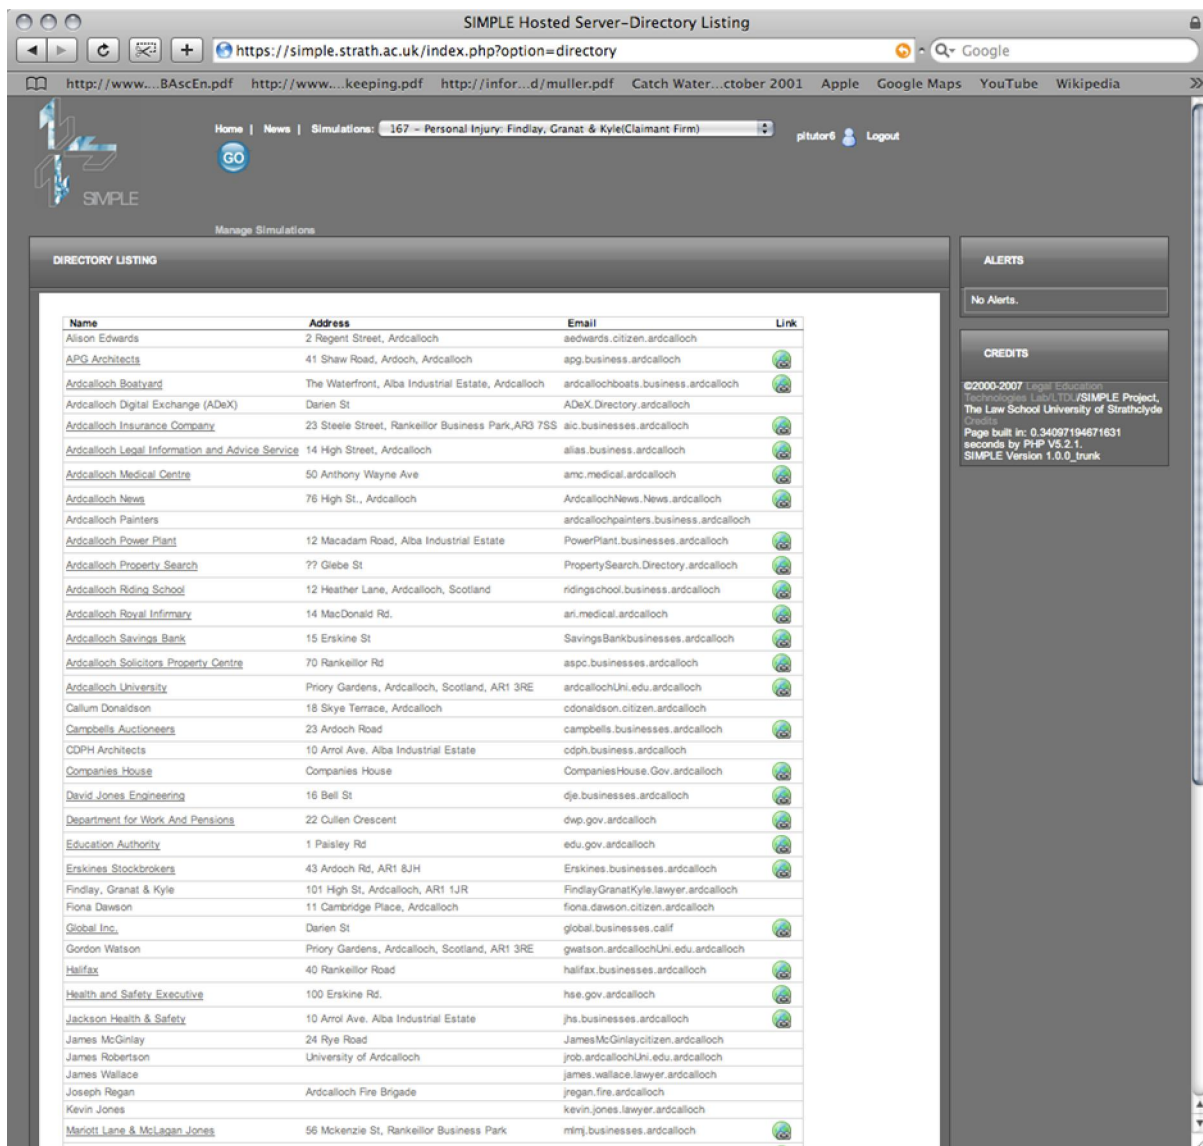 SIMPLE Hosted Server–Directory Listing
https://simple.strath.ac.uk/index.php?option=directory
Google
http://www....BAscEn.pdf http://www....keeping.pdf http://infor...d/muller.pdf Catch Water...ctober 2001 Apple Google Maps YouTube Wikipedia
Home | News | Simulations: 167 - Personal Injury: Findlay, Granat & Kyle(Claimant Firm) pitutor6 Logout
GO
SIMPLE
Manage Simulations
DIRECTORY LISTING
Name Address Email Link
Alison Edwards 2 Regent Street, Ardcalloch aedwards.citizen.ardcalloch
APG Architects 41 Shaw Road, Ardoch, Ardcalloch apg.business.ardcalloch
Ardcalloch Boatyard The Waterfront, Alba Industrial Estate, Ardcalloch ardcallochboats.business.ardcalloch
Ardcalloch Digital Exchange (ADeX) Darien St ADeX.Directory.ardcalloch
Ardcalloch Insurance Company 23 Steele Street, Rankeillor Business Park,AR3 7SS aic.businesses.ardcalloch
Ardcalloch Legal Information and Advice Service 14 High Street, Ardcalloch alias.business.ardcalloch
Ardcalloch Medical Centre 50 Anthony Wayne Ave amc.medical.ardcalloch
Ardcalloch News 76 High St., Ardcalloch ArdcallochNews.News.ardcalloch
Ardcalloch Painters ardcallochpainters.business.ardcalloch
Ardcalloch Power Plant 12 Macadam Road, Alba Industrial Estate PowerPlant.businesses.ardcalloch
Ardcalloch Property Search ?? Glebe St PropertySearch.Directory.ardcalloch
Ardcalloch Riding School 12 Heather Lane, Ardcalloch, Scotland ridingschool.business.ardcalloch
Ardcalloch Royal Infirmary 14 MacDonald Rd. ari.medical.ardcalloch
Ardcalloch Savings Bank 15 Erskine St SavingsBankbusinesses.ardcalloch
Ardcalloch Solicitors Property Centre 70 Rankeillor Rd aspc.businesses.ardcalloch
Ardcalloch University Priory Gardens, Ardcalloch, Scotland, AR1 3RE ardcallochUni.edu.ardcalloch
Callum Donaldson 18 Skye Terrace, Ardcalloch cdonaldson.citizen.ardcalloch
Campbells Auctioneers 23 Ardoch Road campbells.businesses.ardcalloch
CDPH Architects 10 Arrol Ave. Alba Industrial Estate cdph.business.ardcalloch
Companies House Companies House CompaniesHouse.Gov.ardcalloch
David Jones Engineering 16 Bell St dje.businesses.ardcalloch
Department for Work And Pensions 22 Cullen Crescent dwp.gov.ardcalloch
Education Authority 1 Paisley Rd edu.gov.ardcalloch
Erskines Stockbrokers 43 Ardoch Rd, AR1 8JH Erskines.businesses.ardcalloch
Findlay, Granat & Kyle 101 High St, Ardcalloch, AR1 1JR FindlayGranatKyle.lawyer.ardcalloch
Fiona Dawson 11 Cambridge Place, Ardcalloch fiona.dawson.citizen.ardcalloch
Global Inc. Darien St global.businesses.calif
Gordon Watson Priory Gardens, Ardcalloch, Scotland, AR1 3RE gwatson.ardcallochUni.edu.ardcalloch
Halifax 40 Rankeillor Road halifax.businesses.ardcalloch
Health and Safety Executive 100 Erskine Rd. hse.gov.ardcalloch
Jackson Health & Safety 10 Arrol Ave. Alba Industrial Estate jhs.businesses.ardcalloch
James McGinlay 24 Rye Road JamesMcGinlaycitizen.ardcalloch
James Robertson University of Ardcalloch jrob.ardcallochUni.edu.ardcalloch
James Wallace james.wallace.lawyer.ardcalloch
Joseph Regan Ardcalloch Fire Brigade jregan.fire.ardcalloch
Kevin Jones kevin.jones.lawyer.ardcalloch
Mariott Lane & McLagan Jones 56 Mckenzie St, Rankeillor Business Park mlmj.business.ardcalloch
ALERTS
No Alerts.
CREDITS
©2000-2007 Legal Education
Technologies Lab/LTDU/SIMPLE Project,
The Law School University of Strathclyde
Credits
Page built in: 0.34097194671631
seconds by PHP V5.2.1.
SIMPLE Version 1.0.0_trunk